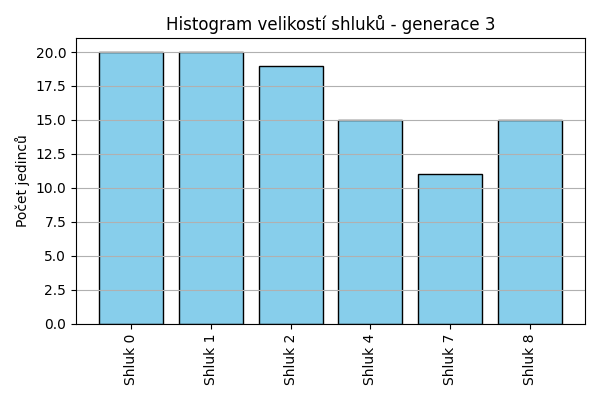 Histogram velikostí shluků - generace 3
Počet jedinců
20.0
17.5
15.0
12.5
10.0
7.5
5.0
2.5
0.0
Shluk 0
Shluk 1
Shluk 2
Shluk 4
Shluk 7
Shluk 8